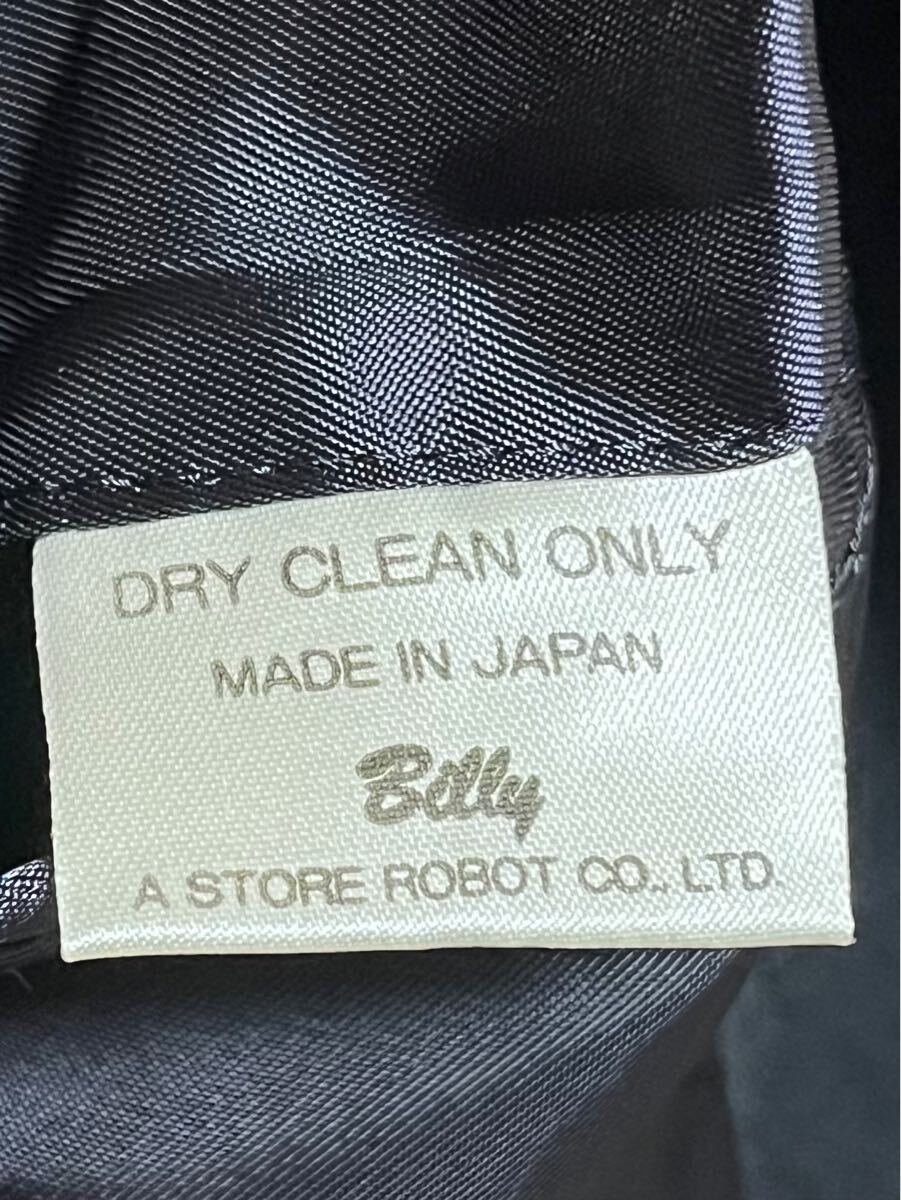 DRY CLEAN ONLY
MADE IN JAPAN
Billy
A STORE ROBOT CO., LTD.